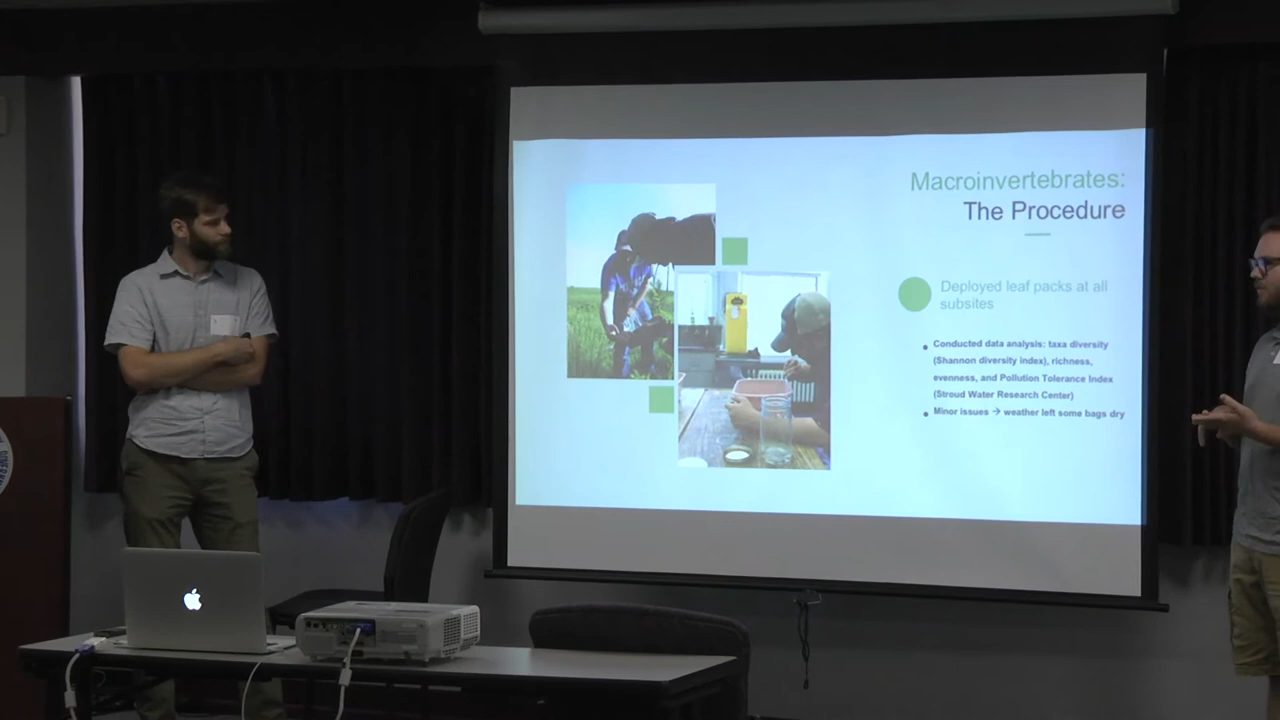 Macroinvertebrates:
The Procedure
Deployed leaf packs at all
subsites
Conducted data analysis: taxa diversity
(Shannon diversity index), richness,
evenness, and Pollution Tolerance Index
(Stroud Water Research Center)
Minor issues → weather left some bags dry